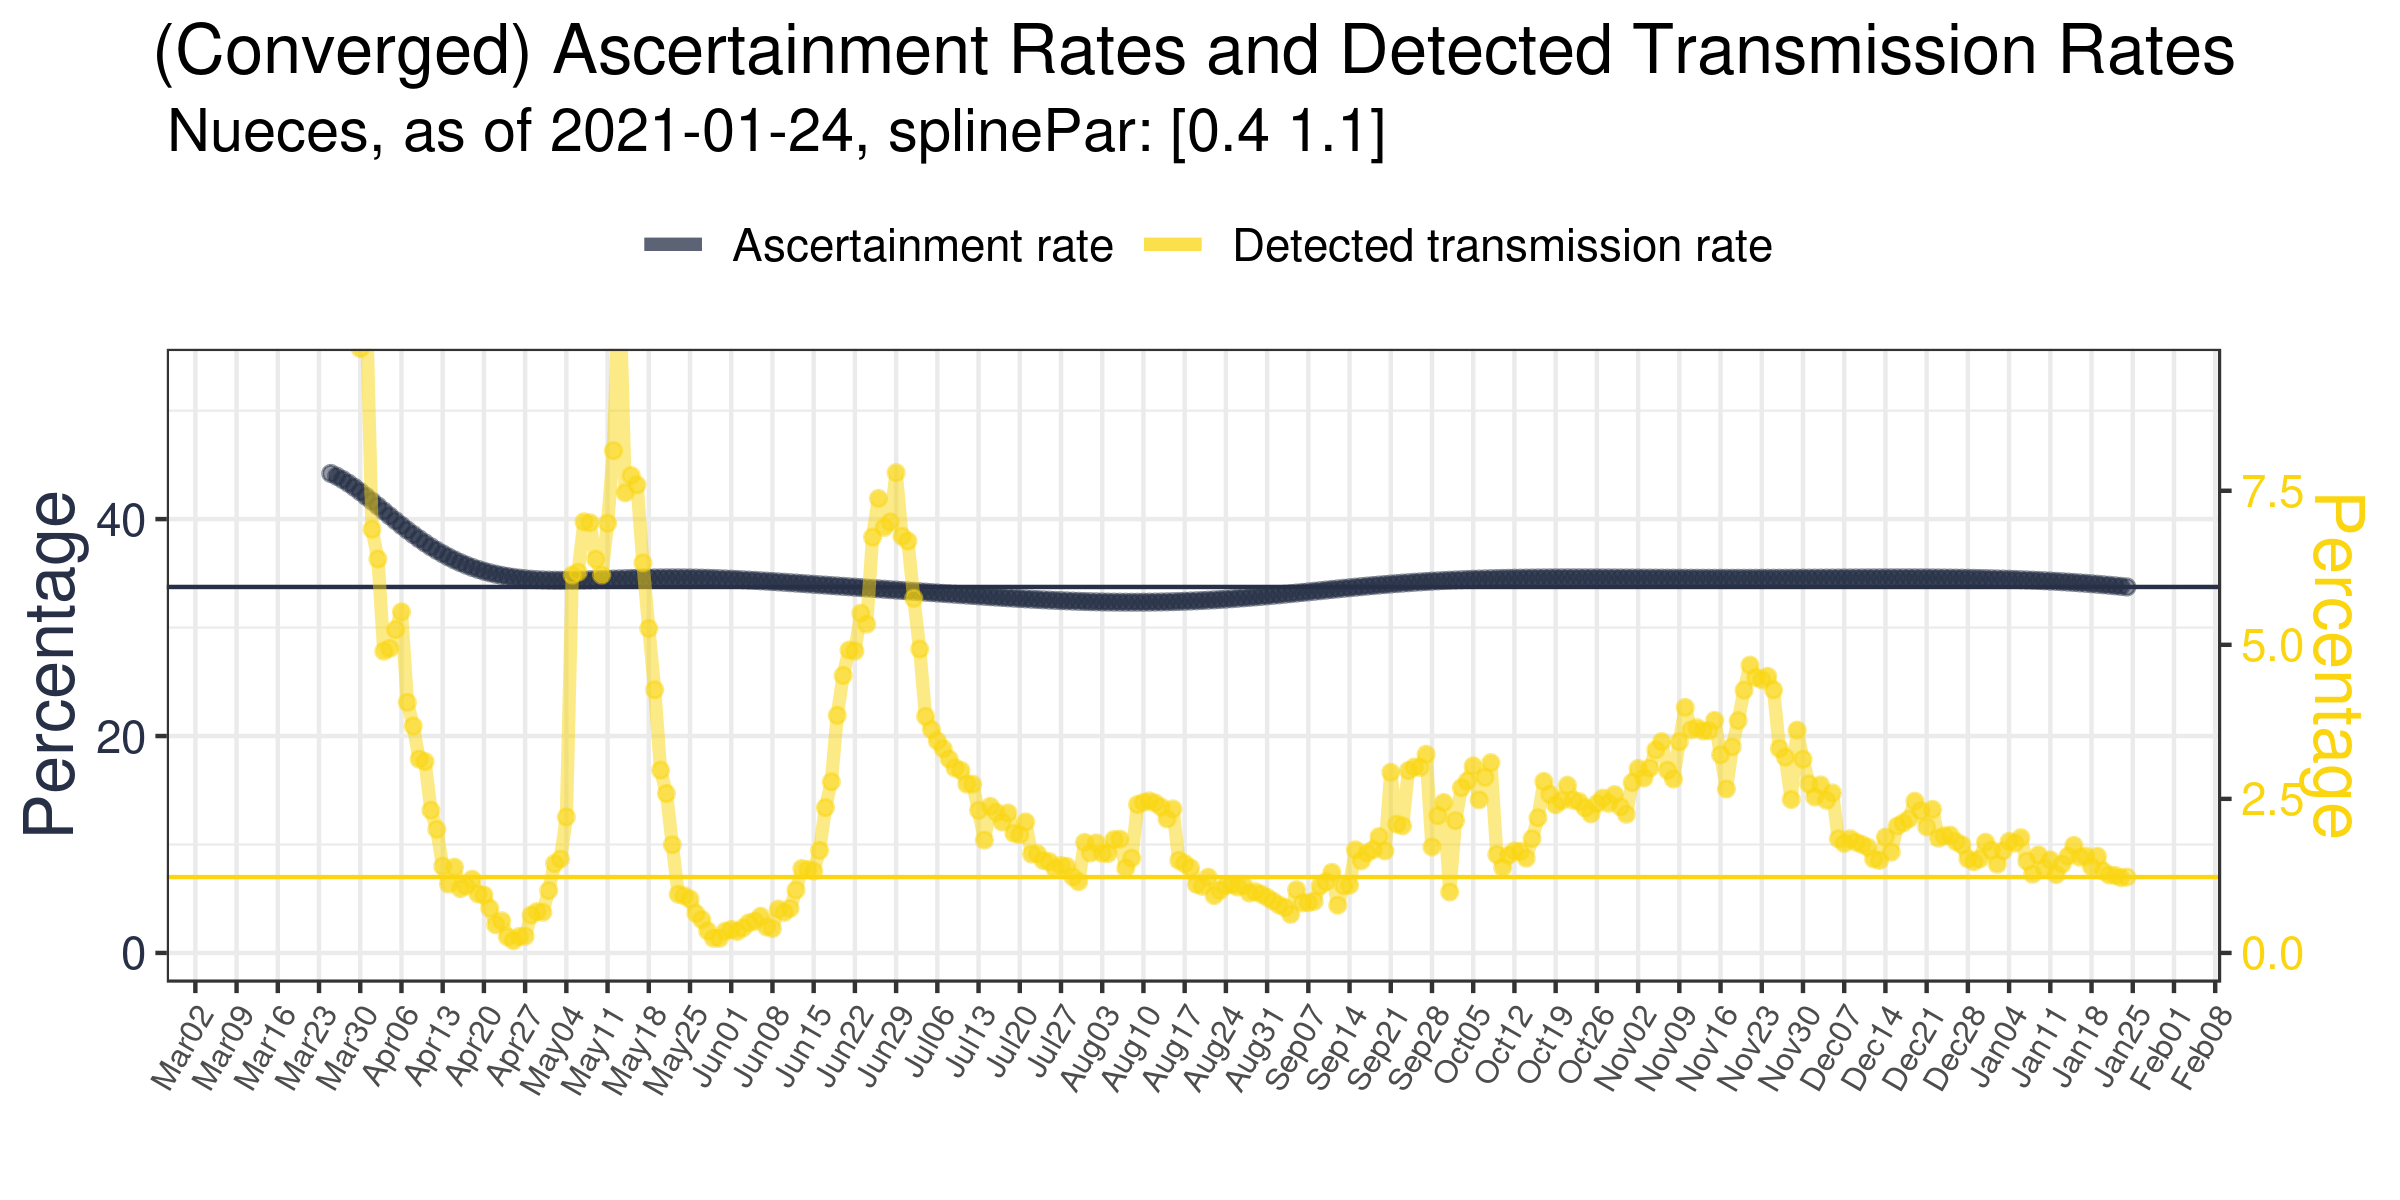 (Converged) Ascertainment Rates and Detected Transmission Rates
Nueces, as of 2021-01-24, splinePar: [0.4 1.1]
Ascertainment rate
Detected transmission rate
Percentage
40
20
0
7.5
5.0
2.5
0.0
Percentage
Mar02
Mar09
Mar16
Mar23
Mar30
Apr06
Apr13
Apr20
Apr27
May04
May11
May18
May25
Jun01
Jun08
Jun15
Jun22
Jun29
Jul06
Jul13
Jul20
Jul27
Aug03
Aug10
Aug17
Aug24
Aug31
Sep07
Sep14
Sep21
Sep28
Oct05
Oct12
Oct19
Oct26
Nov02
Nov09
Nov16
Nov23
Nov30
Dec07
Dec14
Dec21
Dec28
Jan04
Jan11
Jan18
Jan25
Feb01
Feb08